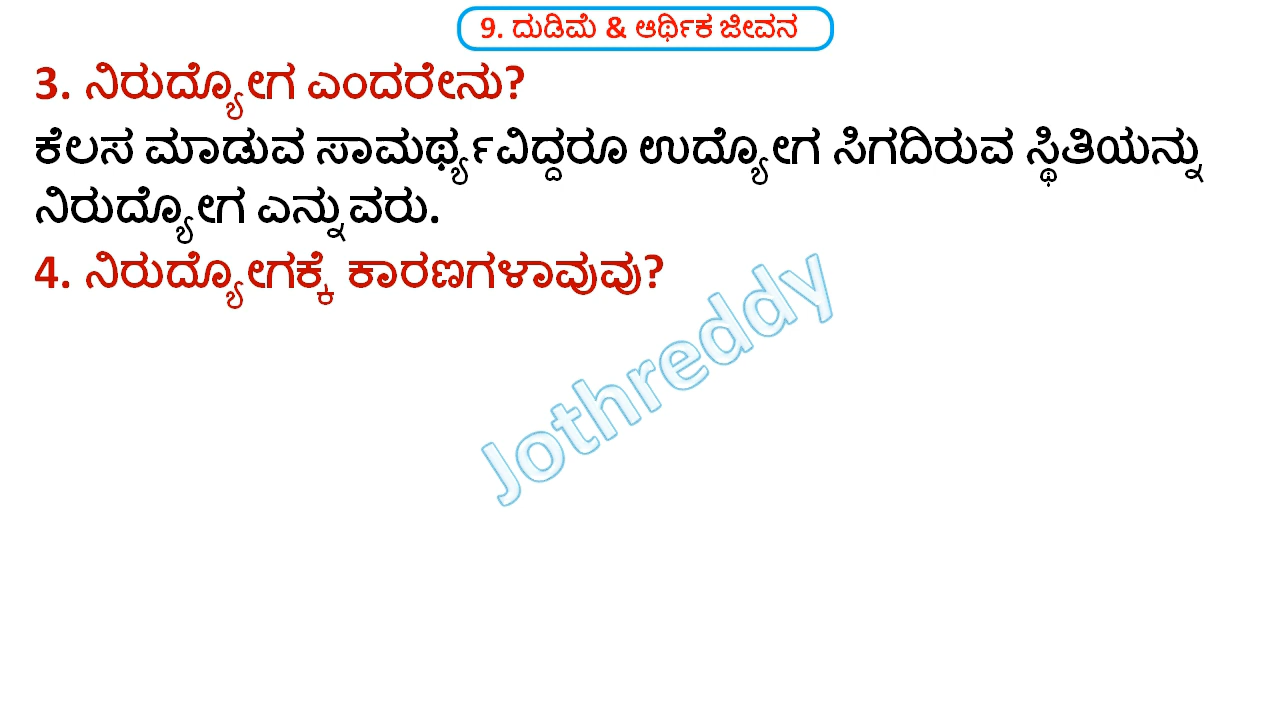 9. ದುಡಿಮೆ & ಆರ್ಥಿಕ ಜೀವನ
3. ನಿರುದ್ಯೋಗ ಎಂದರೇನು?
ಕೆಲಸ ಮಾಡುವ ಸಾಮರ್ಥ್ಯವಿದ್ದರೂ ಉದ್ಯೋಗ ಸಿಗದಿರುವ ಸ್ಥಿತಿಯನ್ನು
ನಿರುದ್ಯೋಗ ಎನ್ನುವರು.
4. ನಿರುದ್ಯೋಗಕ್ಕೆ ಕಾರಣಗಳಾವುವು?
Jothreddy